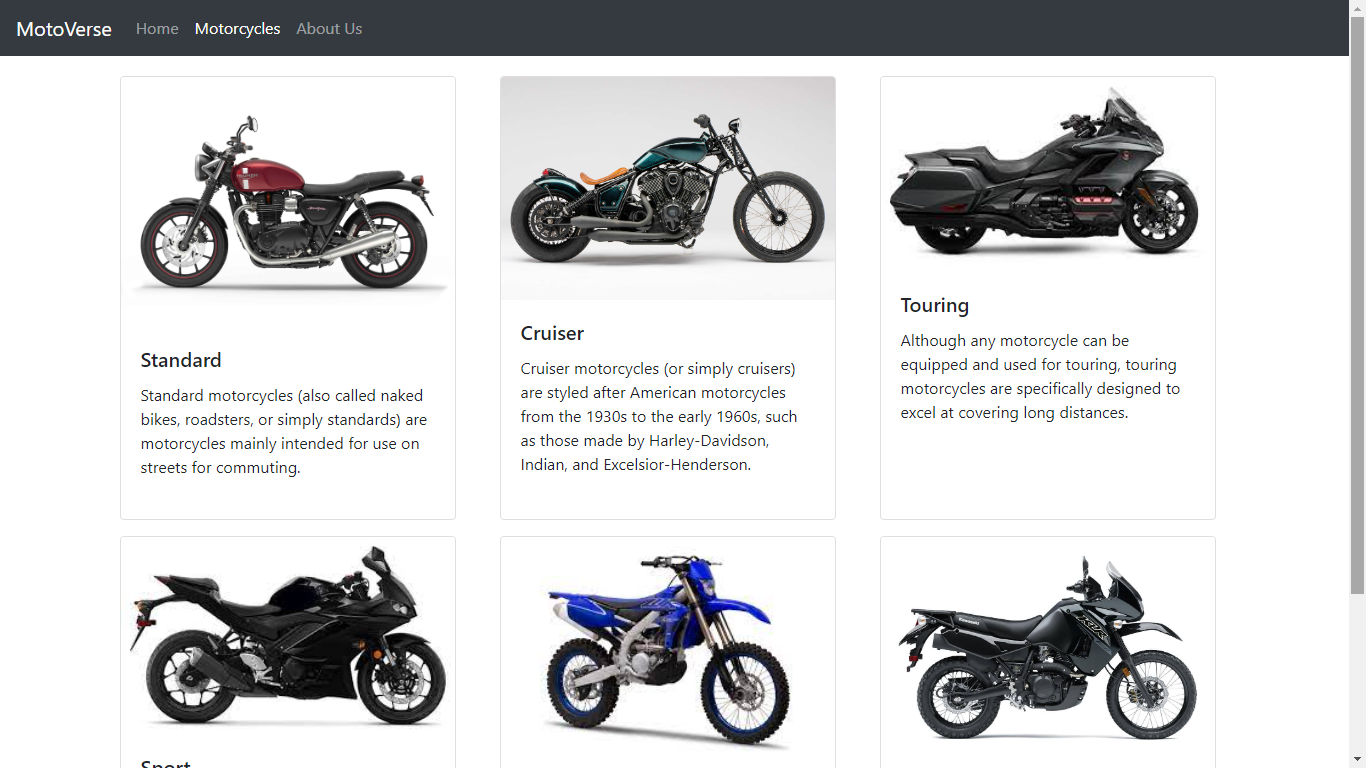 MotoVerse Home Motorcycles About Us
Standard
Standard motorcycles (also called naked
bikes, roadsters, or simply standards) are
motorcycles mainly intended for use on
streets for commuting.
Cruiser
Cruiser motorcycles (or simply cruisers)
are styled after American motorcycles
from the 1930s to the early 1960s, such
as those made by Harley-Davidson,
Indian, and Excelsior-Henderson.
Touring
Although any motorcycle can be
equipped and used for touring, touring
motorcycles are specifically designed to
excel at covering long distances.
Sport